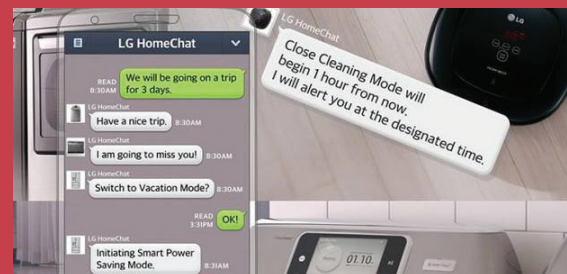 LG HomeChat
READ
8:30AM
We will be going on a trip
for 3 days.
LG HomeChat
Have a nice trip.
8:30AM
I am going to miss you!
8:30AM
LG HomeChat
Switch to Vacation Mode?
8:30AM
READ
3:31PM
OK!
LG HomeChat
Initiating Smart Power
Saving Mode.
8:31AM
LG HomeChat
Close Cleaning Mode will
begin 1 hour from now.
I will alert you at the designated time.
LG
01.10.